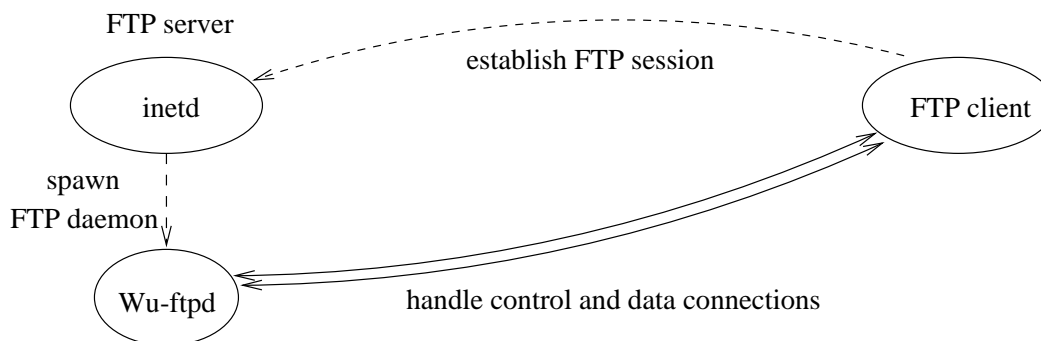 FTP server
establish FTP session
inetd
FTP client
spawn
FTP daemon
Wu-ftpd
handle control and data connections